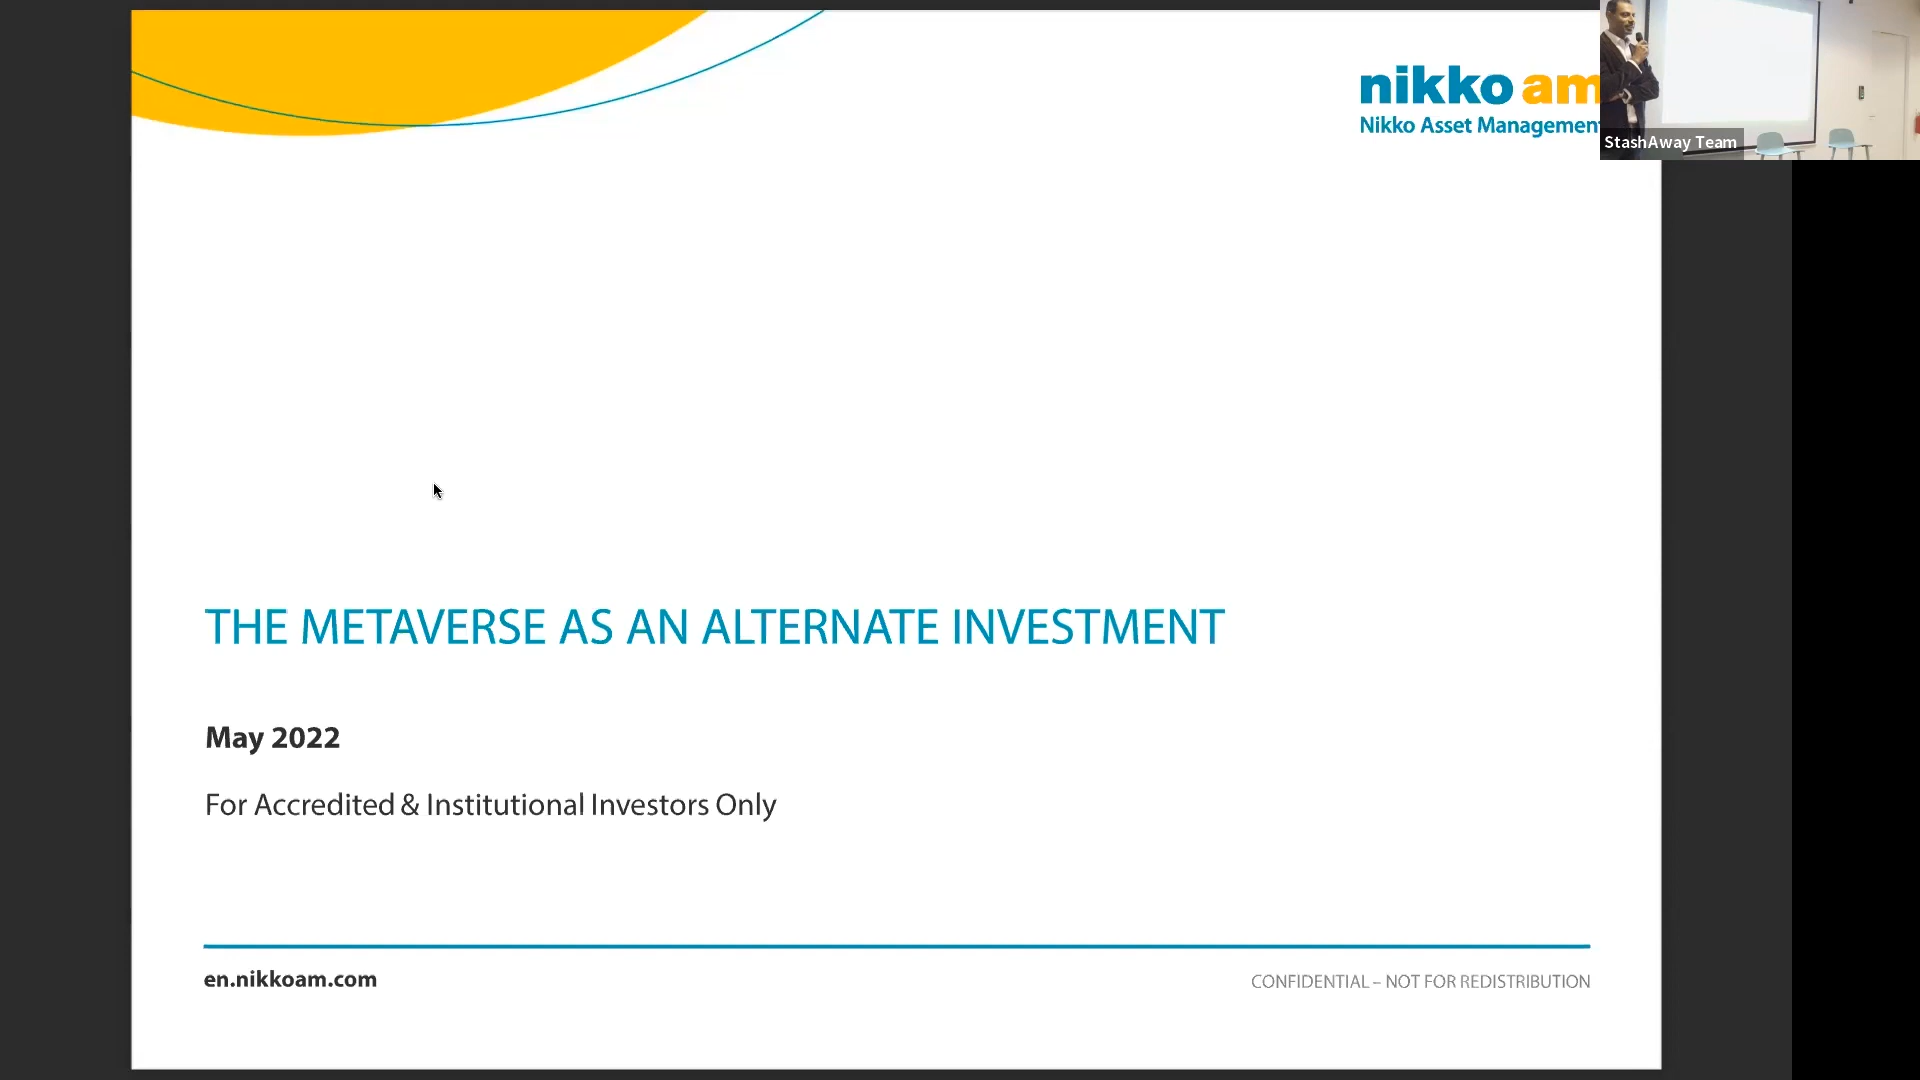 nikko am
Nikko Asset Management
StashAway Team
THE METAVERSE AS AN ALTERNATE INVESTMENT
May 2022
For Accredited & Institutional Investors Only
en.nikkoam.com
CONFIDENTIAL – NOT FOR REDISTRIBUTION